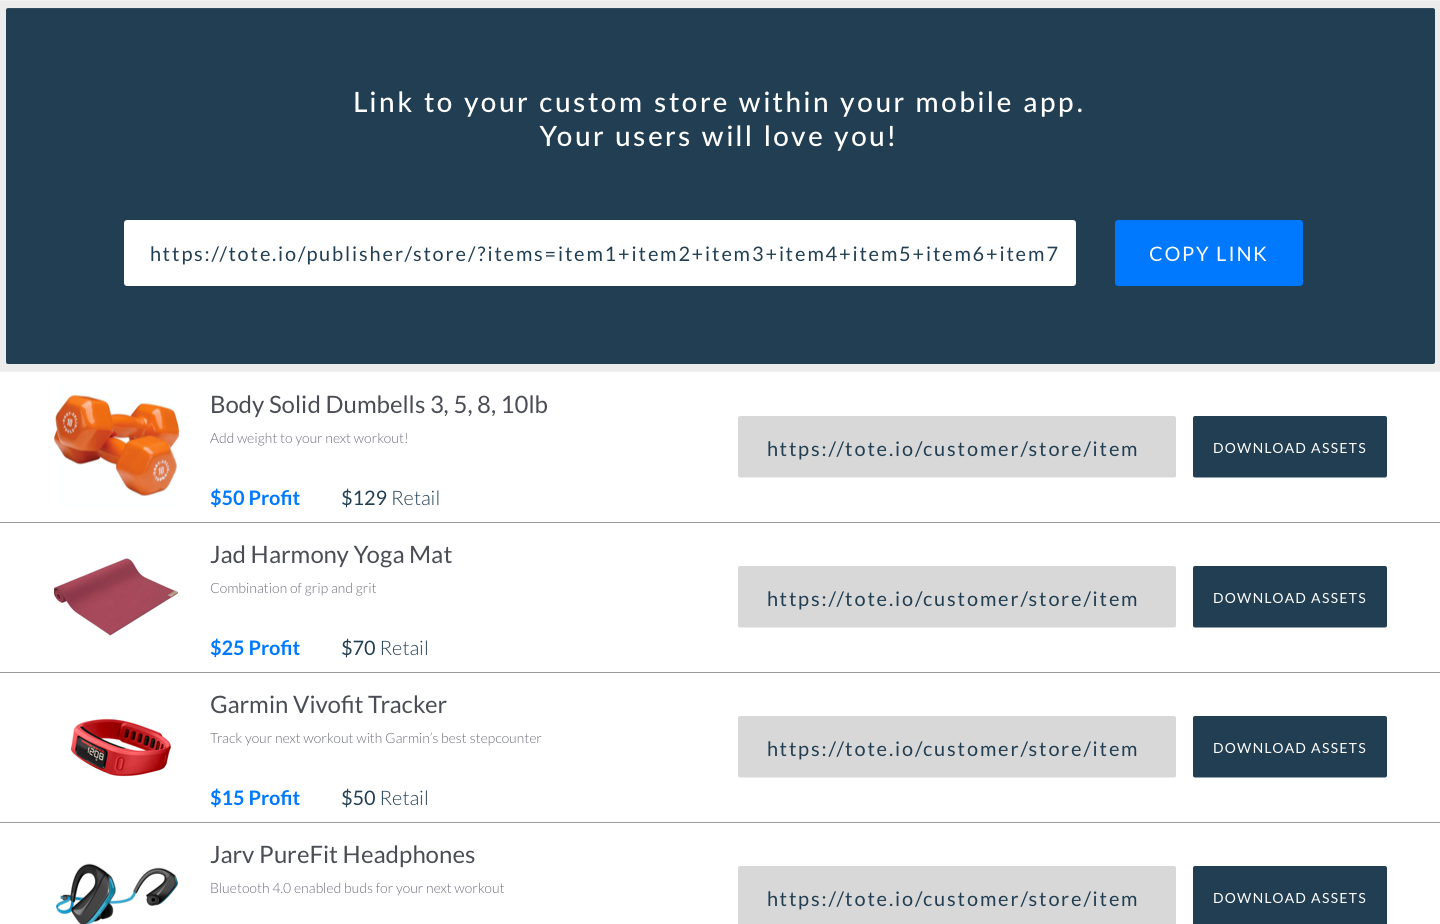 Link to your custom store within your mobile app.
Your users will love you!
https://tote.io/publisher/store/?items=item1+item2+item3+item4+item5+item6+item7
COPY LINK
Body Solid Dumbells 3, 5, 8, 10lb
Add weight to your next workout!
$50 Profit $129 Retail
https://tote.io/customer/store/item
DOWNLOAD ASSETS
Jad Harmony Yoga Mat
Combination of grip and grit
$25 Profit $70 Retail
https://tote.io/customer/store/item
DOWNLOAD ASSETS
Garmin Vivofit Tracker
Track your next workout with Garmin’s best stepcounter
$15 Profit $50 Retail
https://tote.io/customer/store/item
DOWNLOAD ASSETS
Jarv PureFit Headphones
Bluetooth 4.0 enabled buds for your next workout
https://tote.io/customer/store/item
DOWNLOAD ASSETS